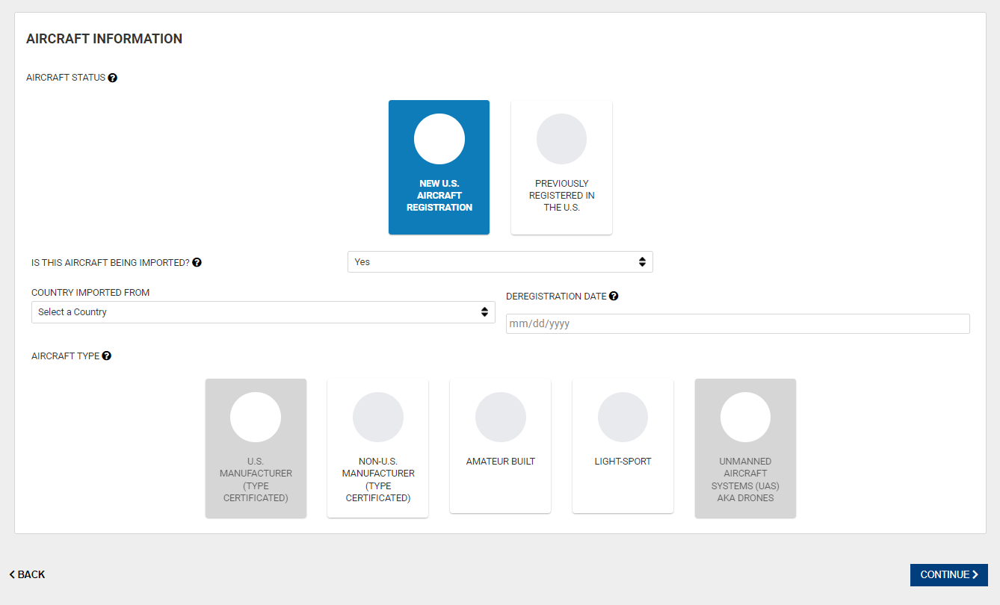 AIRCRAFT INFORMATION
AIRCRAFT STATUS ?
NEW U.S.
AIRCRAFT
REGISTRATION
PREVIOUSLY
REGISTERED IN
THE U.S.
IS THIS AIRCRAFT BEING IMPORTED? ?
Yes
COUNTRY IMPORTED FROM
Select a Country
DEREGISTRATION DATE ?
mm/dd/yyyy
AIRCRAFT TYPE ?
U.S.
MANUFACTURER
(TYPE
CERTIFICATED)
NON-U.S.
MANUFACTURER
(TYPE
CERTIFICATED)
AMATEUR BUILT
LIGHT-SPORT
UNMANNED
AIRCRAFT
SYSTEMS (UAS)
AKA DRONES
BACK
CONTINUE